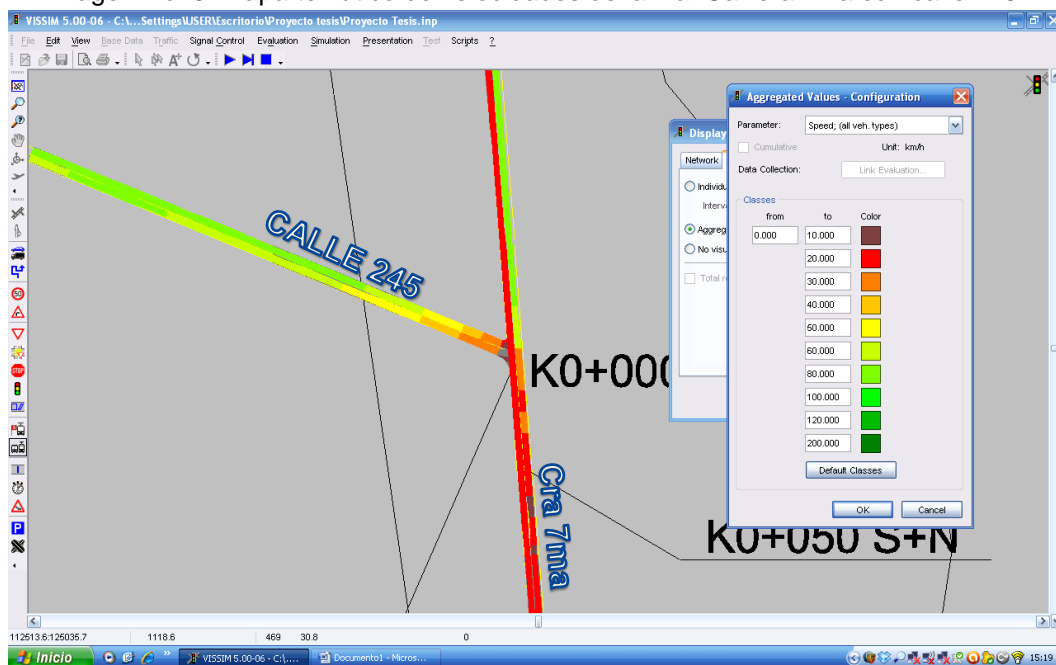 VISSIM 5.00-06 - C:\...Settings\USER\Escritorio\Proyecto tesis\Proyecto Tesis.inp
File Edit View Base Data Traffic Signal Control Evaluation Simulation Presentation Test Scripts ?
Aggregated Values - Configuration
Parameter: Speed; (all veh. types)
Cumulative Unit: km/h
Data Collection: Link Evaluation...
Classes
from to Color
0.000 10.000
20.000
30.000
40.000
50.000
60.000
80.000
100.000
120.000
200.000
Default Classes
OK Cancel
Display
Network
Individu
Interv
Aggreg
No visu
Total r
CALLE 245
K0+000
Cra 7ma
K0+050 S+N
50
STOP
P
112513.6:125035.7 1118.6 469 30.8 0
Inicio
VISSIM 5.00-06 - C:\....
Documento1 - Micros...
15:19